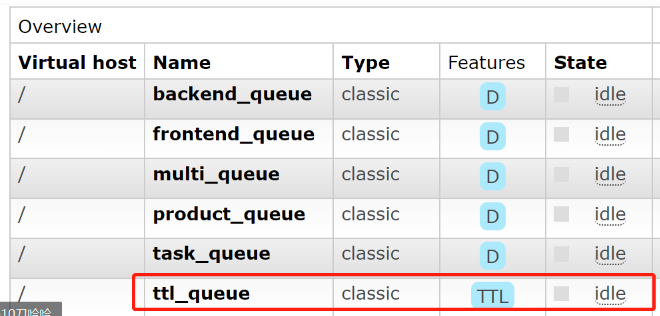 Overview
Virtual host Name Type Features State
/ backend_queue classic D idle
/ frontend_queue classic D idle
/ multi_queue classic D idle
/ product_queue classic D idle
/ task_queue classic D idle
/ ttl_queue classic TTL idle
10刀哈哈